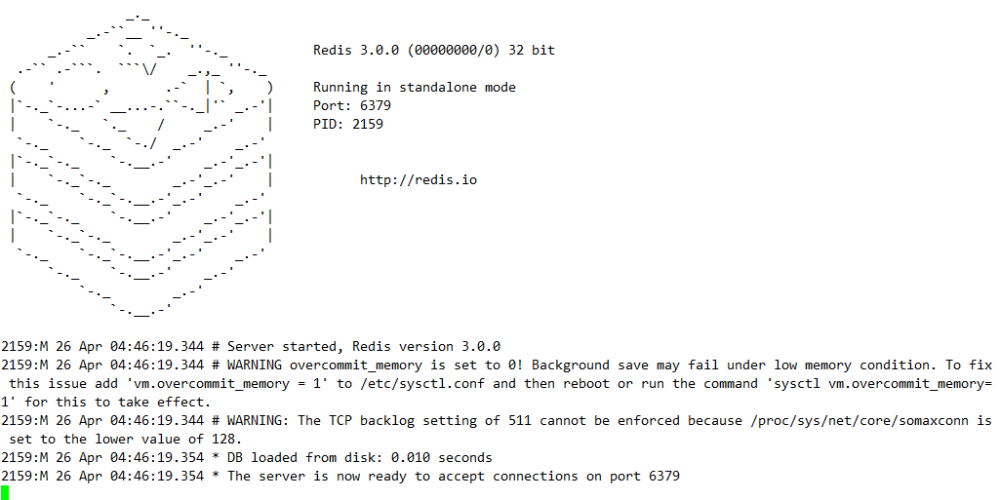 Redis 3.0.0 (00000000/0) 32 bit
Running in standalone mode
Port: 6379
PID: 2159
http://redis.io
2159:M 26 Apr 04:46:19.344 # Server started, Redis version 3.0.0
2159:M 26 Apr 04:46:19.344 # WARNING overcommit_memory is set to 0! Background save may fail under low memory condition. To fix
 this issue add 'vm.overcommit_memory = 1' to /etc/sysctl.conf and then reboot or run the command 'sysctl vm.overcommit_memory=
1' for this to take effect.
2159:M 26 Apr 04:46:19.344 # WARNING: The TCP backlog setting of 511 cannot be enforced because /proc/sys/net/core/somaxconn is
 set to the lower value of 128.
2159:M 26 Apr 04:46:19.354 * DB loaded from disk: 0.010 seconds
2159:M 26 Apr 04:46:19.354 * The server is now ready to accept connections on port 6379